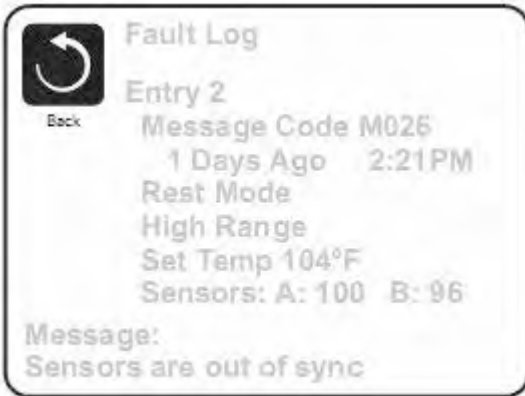 Fault Log
Back
Entry 2
Message Code M026
1 Days Ago 2:21PM
Rest Mode
High Range
Set Temp 104°F
Sensors: A: 100 B: 96
Message:
Sensors are out of sync